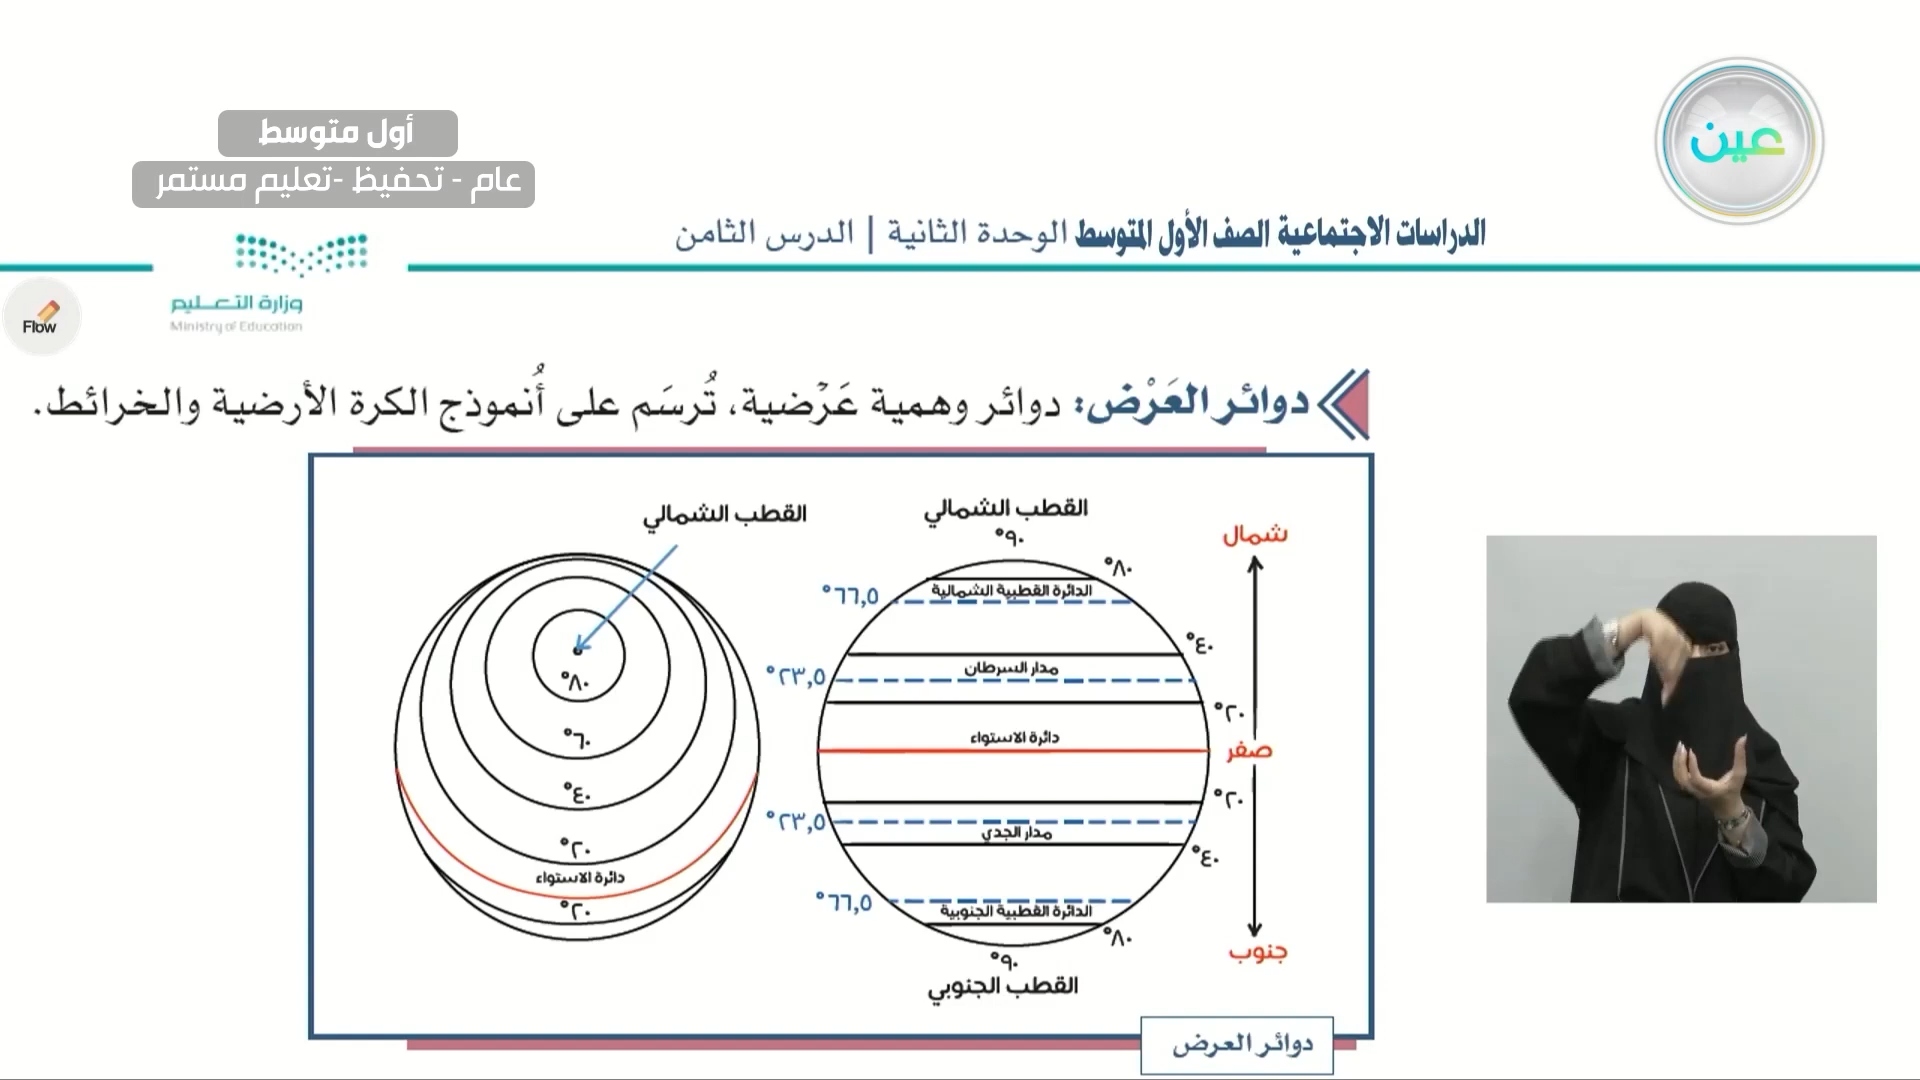 عين
أول متوسط
عام - تحفيظ -تعليم مستمر
الدراسات الاجتماعية الصف الأول المتوسط الوحدة الثانية | الدرس الثامن
وزارة التعليم
Ministry of Education
Flow
دوائر العَرْض: دوائر وهمية عَرْضية، تُرسَم على أُنموذج الكرة الأرضية والخرائط.
القطب الشمالي
°٩٠
°٨٠
الدائرة القطبية الشمالية
°٦٦,٥
°٤٠
مدار السرطان
°٢٣,٥
°٢٠
دائرة الاستواء
°٢٠
°٢٣,٥
مدار الجدي
°٤٠
°٦٦,٥
الدائرة القطبية الجنوبية
°٨٠
°٩٠
القطب الجنوبي
شمال
صفر
جنوب
القطب الشمالي
°٨٠
°٦٠
°٤٠
°٢٠
دائرة الاستواء
°٢٠
دوائر العرض